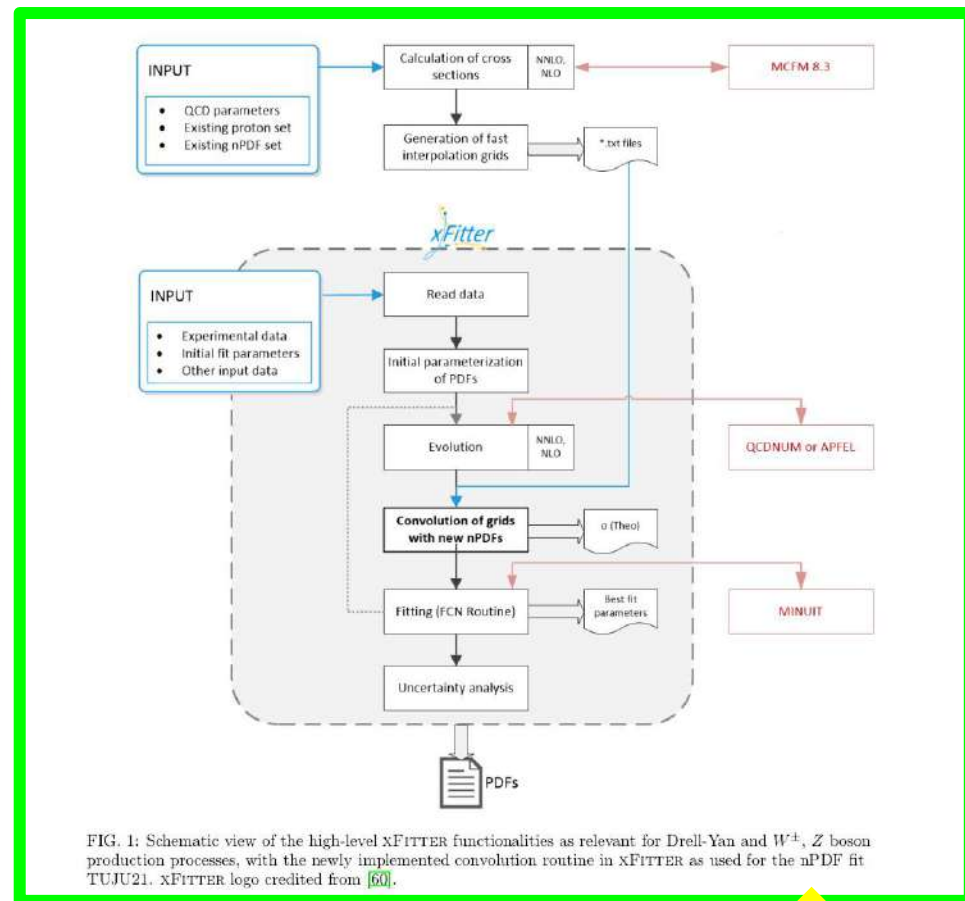 INPUT
• QCD parameters
• Existing proton set
• Existing nPDF set
Calculation of cross
sections
NNLO,
NLO
MCFM 8.3
Generation of fast
interpolation grids
*.txt files
xFitter
INPUT
• Experimental data
• Initial fit parameters
• Other input data
Read data
Initial parameterization
of PDFs
Evolution
NNLO,
NLO
QCDNUM or APFEL
Convolution of grids
with new nPDFs
σ (Theo)
Fitting (FCN Routine)
Best fit
parameters
MINUIT
Uncertainty analysis
PDFs
FIG. 1: Schematic view of the high-level XFITTER functionalities as relevant for Drell-Yan and W±, Z boson
production processes, with the newly implemented convolution routine in XFITTER as used for the nPDF fit
TUJU21. XFITTER logo credited from [60].